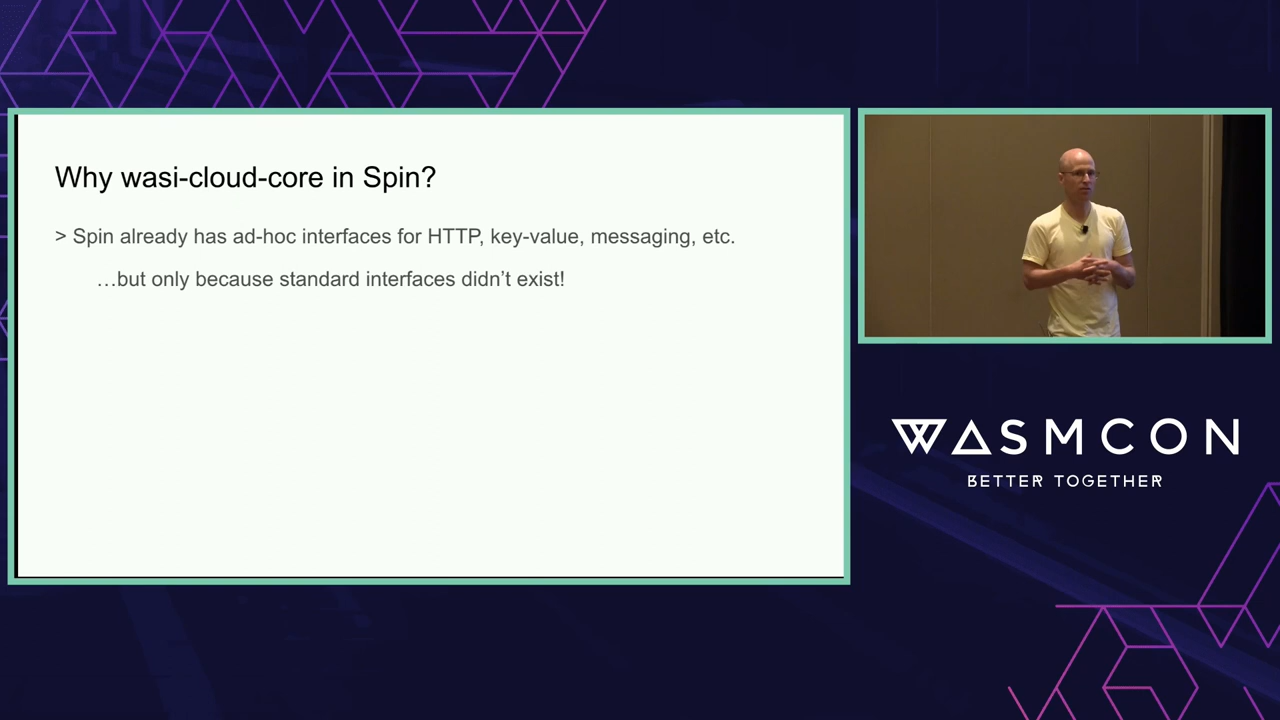 Why wasi-cloud-core in Spin?
> Spin already has ad-hoc interfaces for HTTP, key-value, messaging, etc.
…but only because standard interfaces didn’t exist!
WASMCON
BETTER TOGETHER